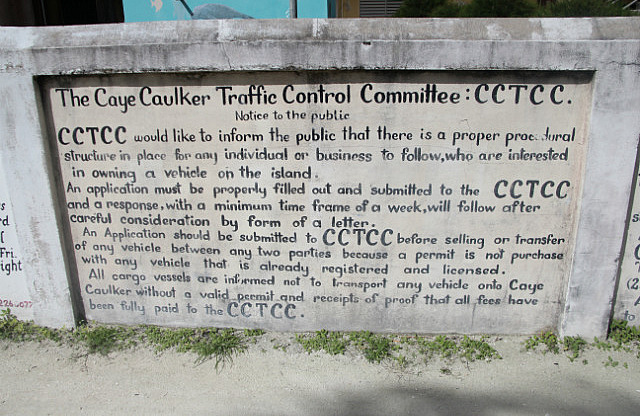 The Caye Caulker Traffic Control Committee: CCTCC.
Notice to the public
CCTCC would like to inform the public that there is a proper procedural
structure in place for any individual or business to follow, who are interested
in owning a vehicle on the island.
An application must be properly filled out and submitted to the CCTCC
and a response, with a minimum time frame of a week, will follow after
careful consideration by form of a letter.
An Application should be submitted to CCTCC before selling or transfer
of any vehicle between any two parties because a permit is not purchase
with any vehicle that is already registered and licensed.
All cargo vessels are informed not to transport any vehicle onto Caye
Caulker without a valid permit and receipts of proof that all fees have
been fully paid to the CCTCC.
Fri.